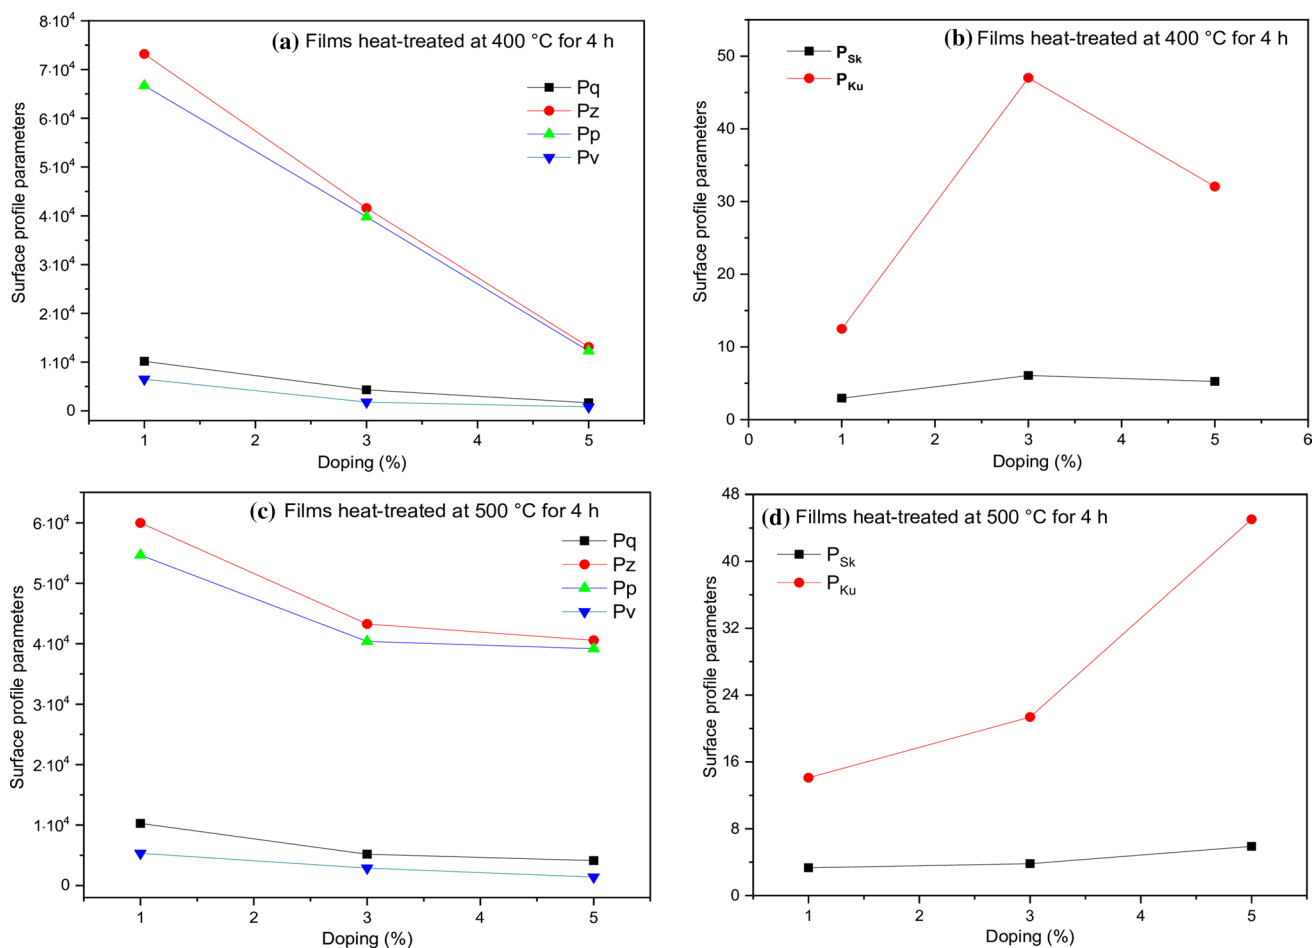 (a) Films heat-treated at 400 °C for 4 h
Pq
Pz
Pp
Pv
8·10⁴
7·10⁴
6·10⁴
5·10⁴
4·10⁴
3·10⁴
2·10⁴
1·10⁴
0
Surface profile parameters
1 2 3 4 5
Doping (%)
(b) Films heat-treated at 400 °C for 4 h
P_Sk
P_Ku
50
40
30
20
10
0
Surface profile parameters
0 1 2 3 4 5 6
Doping (%)
(c) Films heat-treated at 500 °C for 4 h
Pq
Pz
Pp
Pv
6·10⁴
5·10⁴
4·10⁴
3·10⁴
2·10⁴
1·10⁴
0
Surface profile parameters
1 2 3 4 5
Doping (%)
(d) Fillms heat-treated at 500 °C for 4 h
P_Sk
P_Ku
48
40
32
24
16
8
0
Surface profile parameters
1 2 3 4 5
Doping (%)